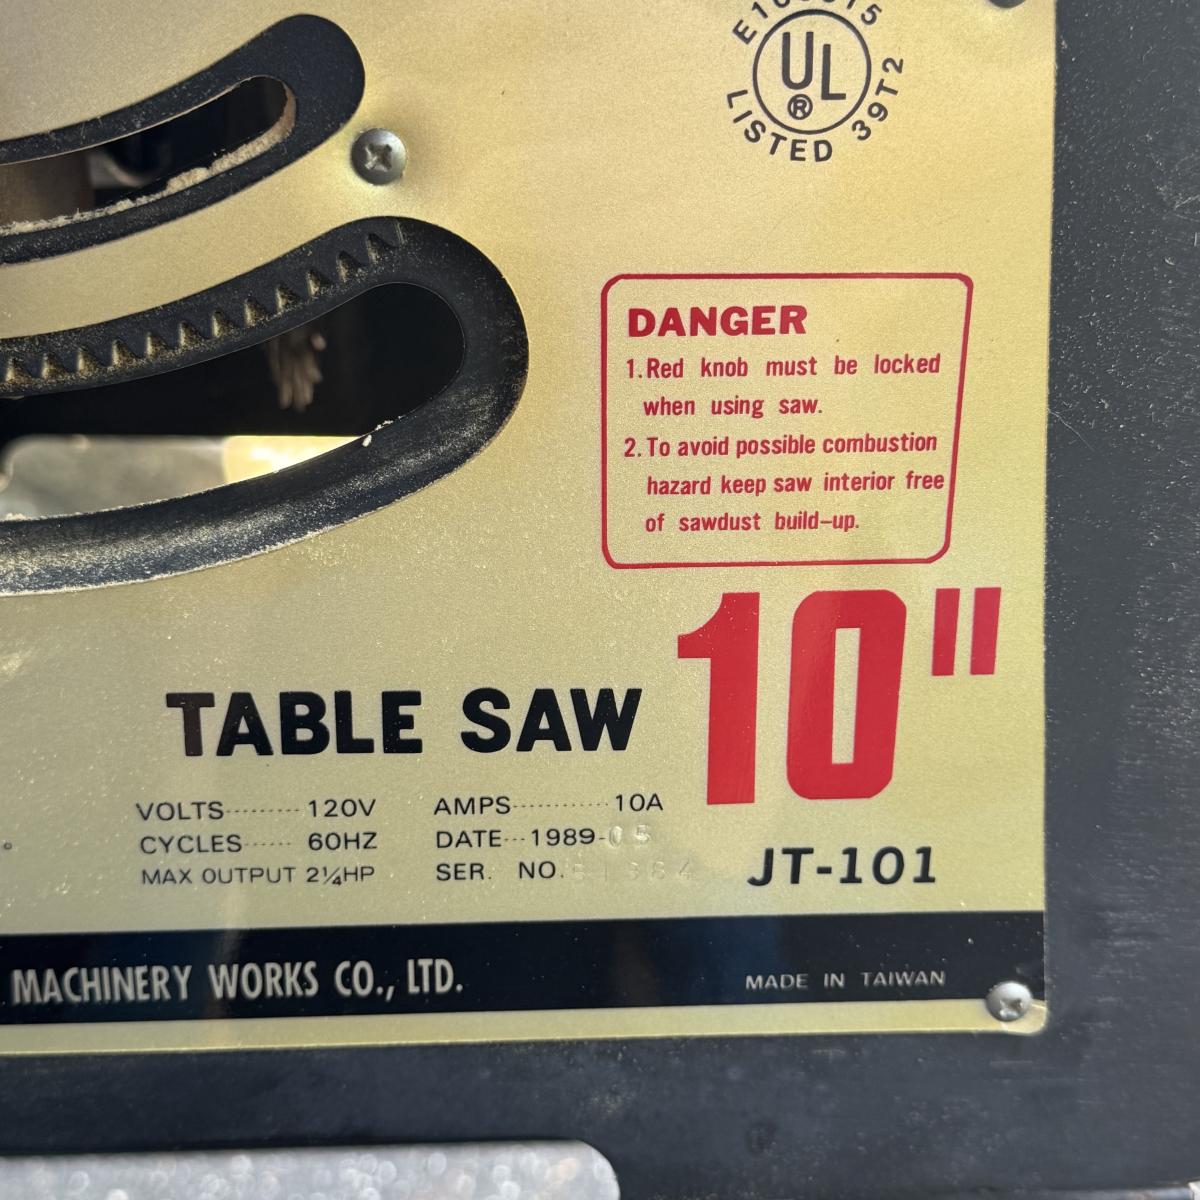 UL
®
LISTED 39T2
DANGER
1. Red knob must be locked
when using saw.
2. To avoid possible combustion
hazard keep saw interior free
of sawdust build-up.
10"
TABLE SAW
VOLTS········· 120V AMPS··········· 10A
CYCLES······ 60HZ DATE···1989-05
MAX OUTPUT 2¼HP SER. NO.
JT-101
MACHINERY WORKS CO., LTD. MADE IN TAIWAN